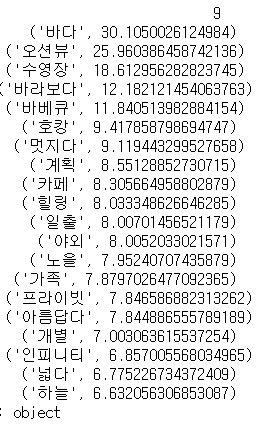 9
('바다', 30.1050026124984)
('오션뷰', 25.960386458742136)
('수영장', 18.612956282823745)
('바라보다', 12.182121454063763)
('바베큐', 11.840513982884154)
('호캉', 9.417858798694747)
('멋지다', 9.119443299527658)
('계획', 8.55128852730715)
('카페', 8.305664958802879)
('힐링', 8.033348626646285)
('일출', 8.00701456521179)
('야외', 8.0052033021571)
('노을', 7.95240707435879)
('가족', 7.8797026477092365)
('프라이빗', 7.846586882313262)
('아름답다', 7.844886555789189)
('개별', 7.003063615537254)
('인피니티', 6.857005568034965)
('넓다', 6.775226734372409)
('하늘', 6.632056306853087)
: object